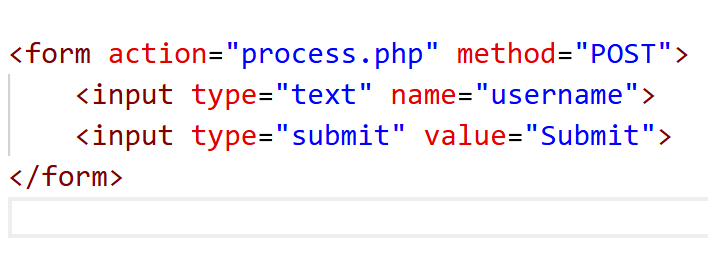 <form action="process.php" method="POST">
    <input type="text" name="username">
    <input type="submit" value="Submit">
</form>